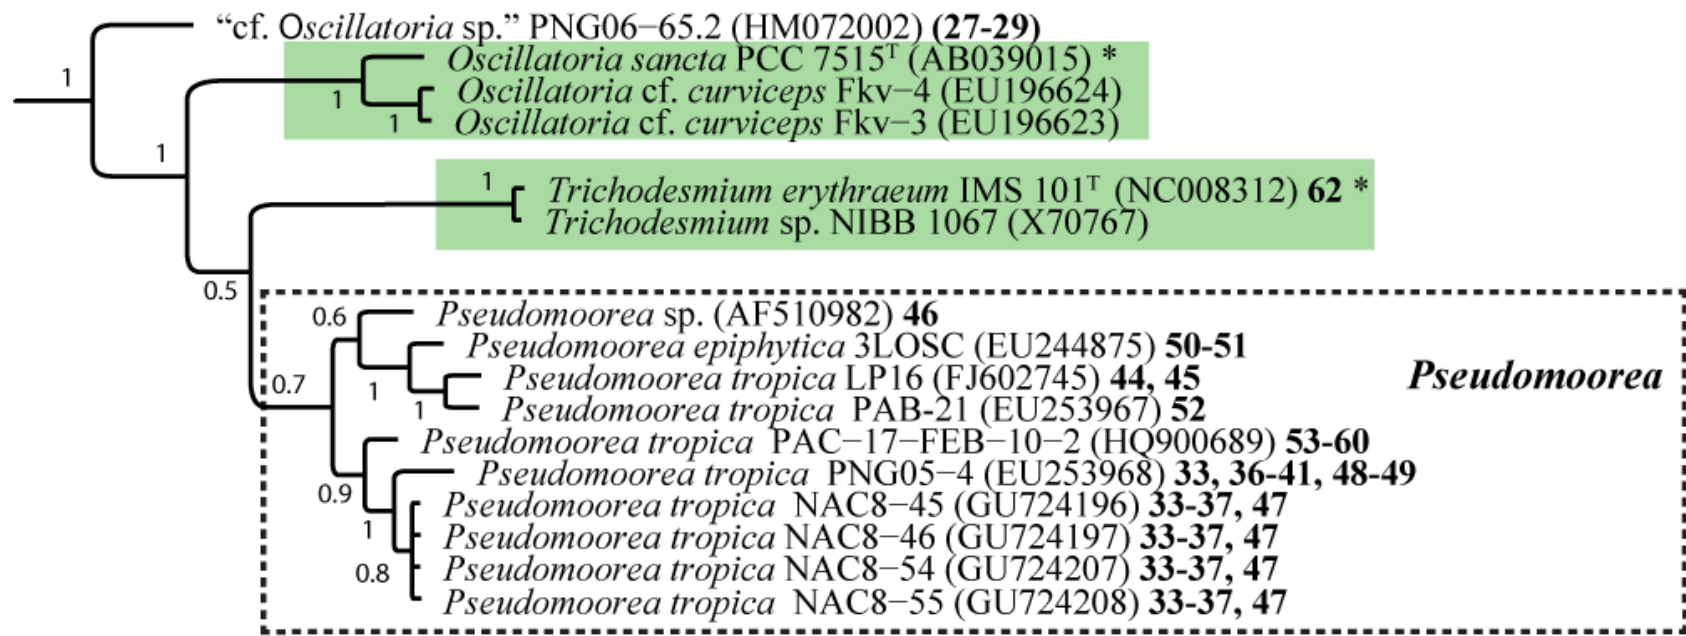 1
"cf. Oscillatoria sp." PNG06−65.2 (HM072002) (27-29)
Oscillatoria sancta PCC 7515ᵀ (AB039015) *
1
Oscillatoria cf. curviceps Fkv−4 (EU196624)
1
Oscillatoria cf. curviceps Fkv−3 (EU196623)
1
1
Trichodesmium erythraeum IMS 101ᵀ (NC008312) 62 *
Trichodesmium sp. NIBB 1067 (X70767)
0.5
0.6
Pseudomoorea sp. (AF510982) 46
Pseudomoorea epiphytica 3LOSC (EU244875) 50-51
0.7
1
Pseudomoorea tropica LP16 (FJ602745) 44, 45
Pseudomoorea
1
Pseudomoorea tropica PAB-21 (EU253967) 52
Pseudomoorea tropica PAC−17−FEB−10−2 (HQ900689) 53-60
Pseudomoorea tropica PNG05−4 (EU253968) 33, 36-41, 48-49
0.9
Pseudomoorea tropica NAC8−45 (GU724196) 33-37, 47
1
Pseudomoorea tropica NAC8−46 (GU724197) 33-37, 47
0.8
Pseudomoorea tropica NAC8−54 (GU724207) 33-37, 47
Pseudomoorea tropica NAC8−55 (GU724208) 33-37, 47